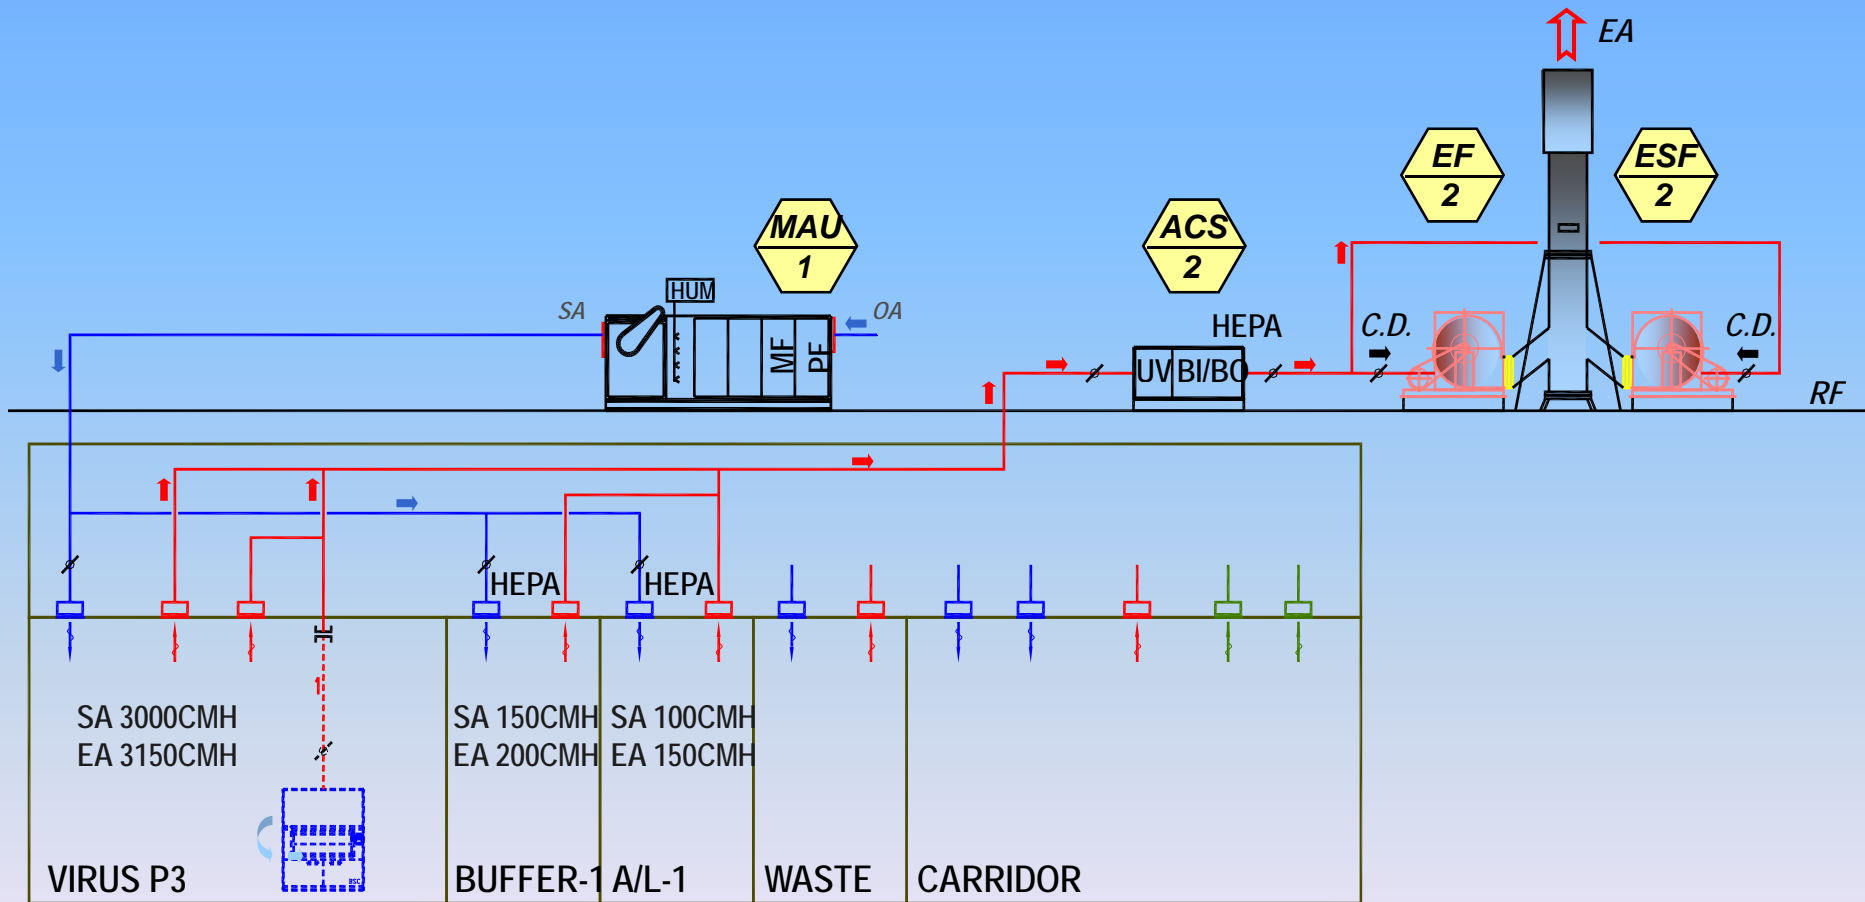 EA
EF
2
ESF
2
MAU
1
ACS
2
HUM
SA
OA
HEPA
C.D.
C.D.
MF
PF
UV
BI/BO
RF
HEPA
HEPA
SA 3000CMH
EA 3150CMH
SA 150CMH
EA 200CMH
SA 100CMH
EA 150CMH
BSC
VIRUS P3
BUFFER-1
A/L-1
WASTE
CARRIDOR